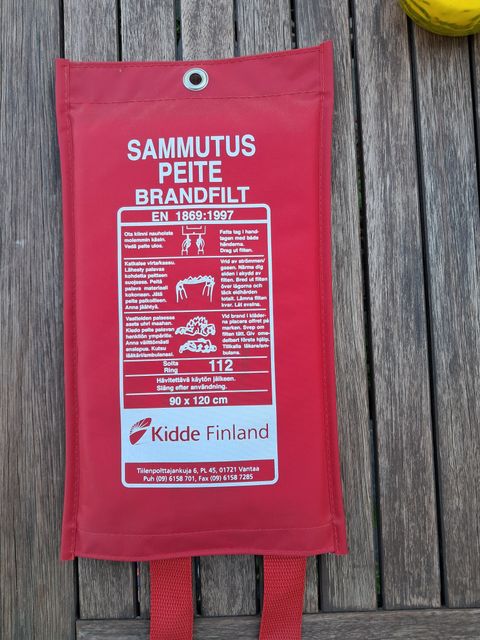 SAMMUTUS
PEITE
BRANDFILT
EN 1869:1997
Ota kiinni nauhoista
molemmin käsin.
Vedä peite ulos.
Fatta tag i hand-
tagen med båda
händerna.
Drag ut filten.
Katkaise virta/kaasu.
Lähesty palavaa
kohdetta peitteen
suojassa. Peitä
palava materiaali
kokonaan. Jätä
peite paikoilleen.
Anna jäähtyä.
Vrid av strömmen/
gasen. Närma dig
elden i skydd av
filten. Bred ut filten
över lågorna och
täck eldhärden
totalt. Lämna filten
kvar. Låt svalna.
Vaatteiden palaessa
aseta uhri maahan.
Kiedo peite palavan
henkilön ympärille.
Anna välittömästi
ensiapua. Kutsu
lääkäri/ambulanssi.
Vid brand i kläder-
na placera offret på
marken. Svep om
filten tätt. Giv ome-
delbart första hjälp.
Tillkalla läkare/am-
bulans.
Soita
Ring 112
Hävitettävä käytön jälkeen.
Släng efter användning.
90 x 120 cm
Kidde Finland
Tiilenpolttajankuja 6, PL 45, 01721 Vantaa
Puh (09) 6158 701, Fax (09) 6158 7285